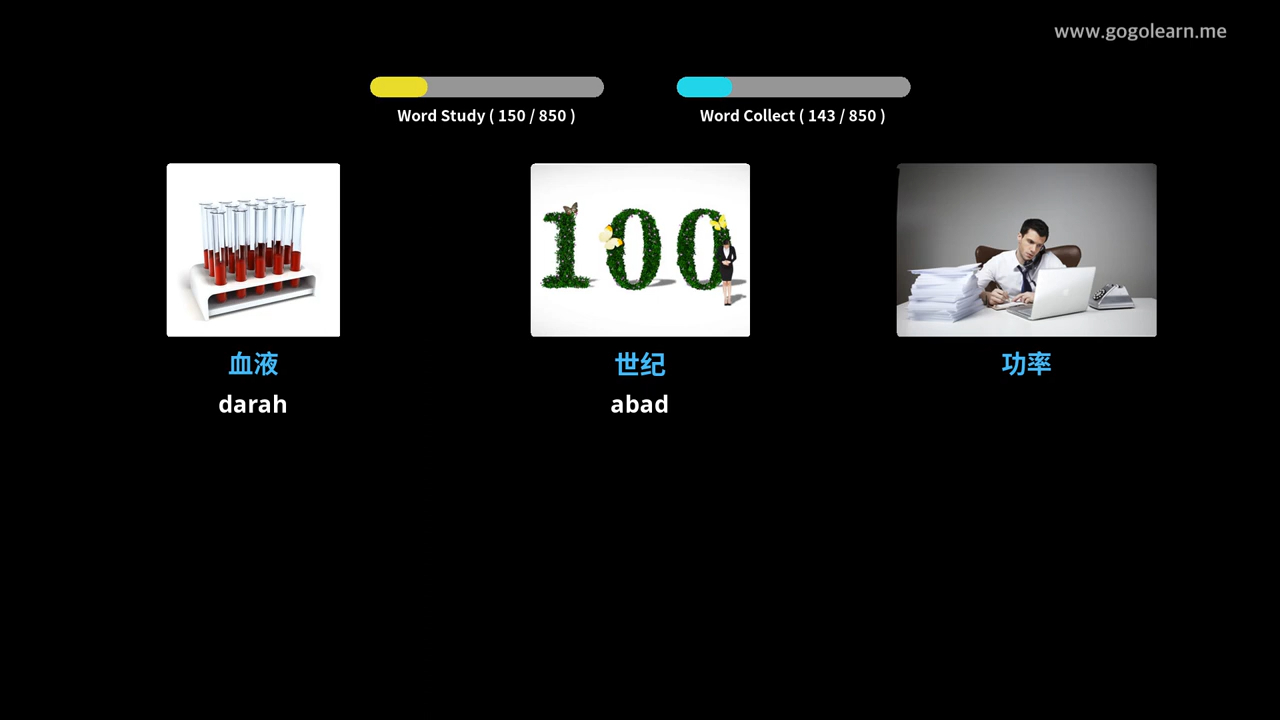 www.gogolearn.me
Word Study ( 150 / 850 )
Word Collect ( 143 / 850 )
100
血液
世纪
功率
darah
abad